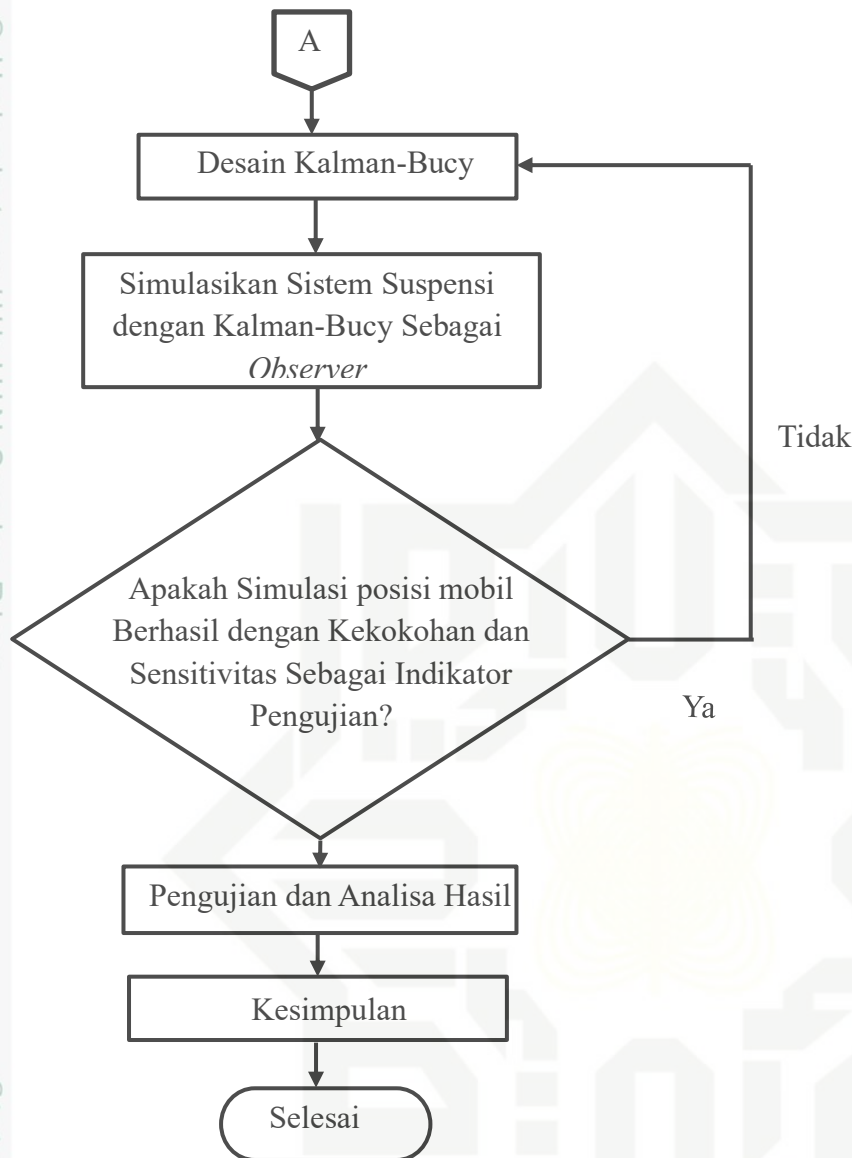 A
Desain Kalman-Bucy
Simulasikan Sistem Suspensi
dengan Kalman-Bucy Sebagai
Observer
Tidak
Apakah Simulasi posisi mobil
Berhasil dengan Kekokohan dan
Sensitivitas Sebagai Indikator
Pengujian?
Ya
Pengujian dan Analisa Hasil
Kesimpulan
Selesai